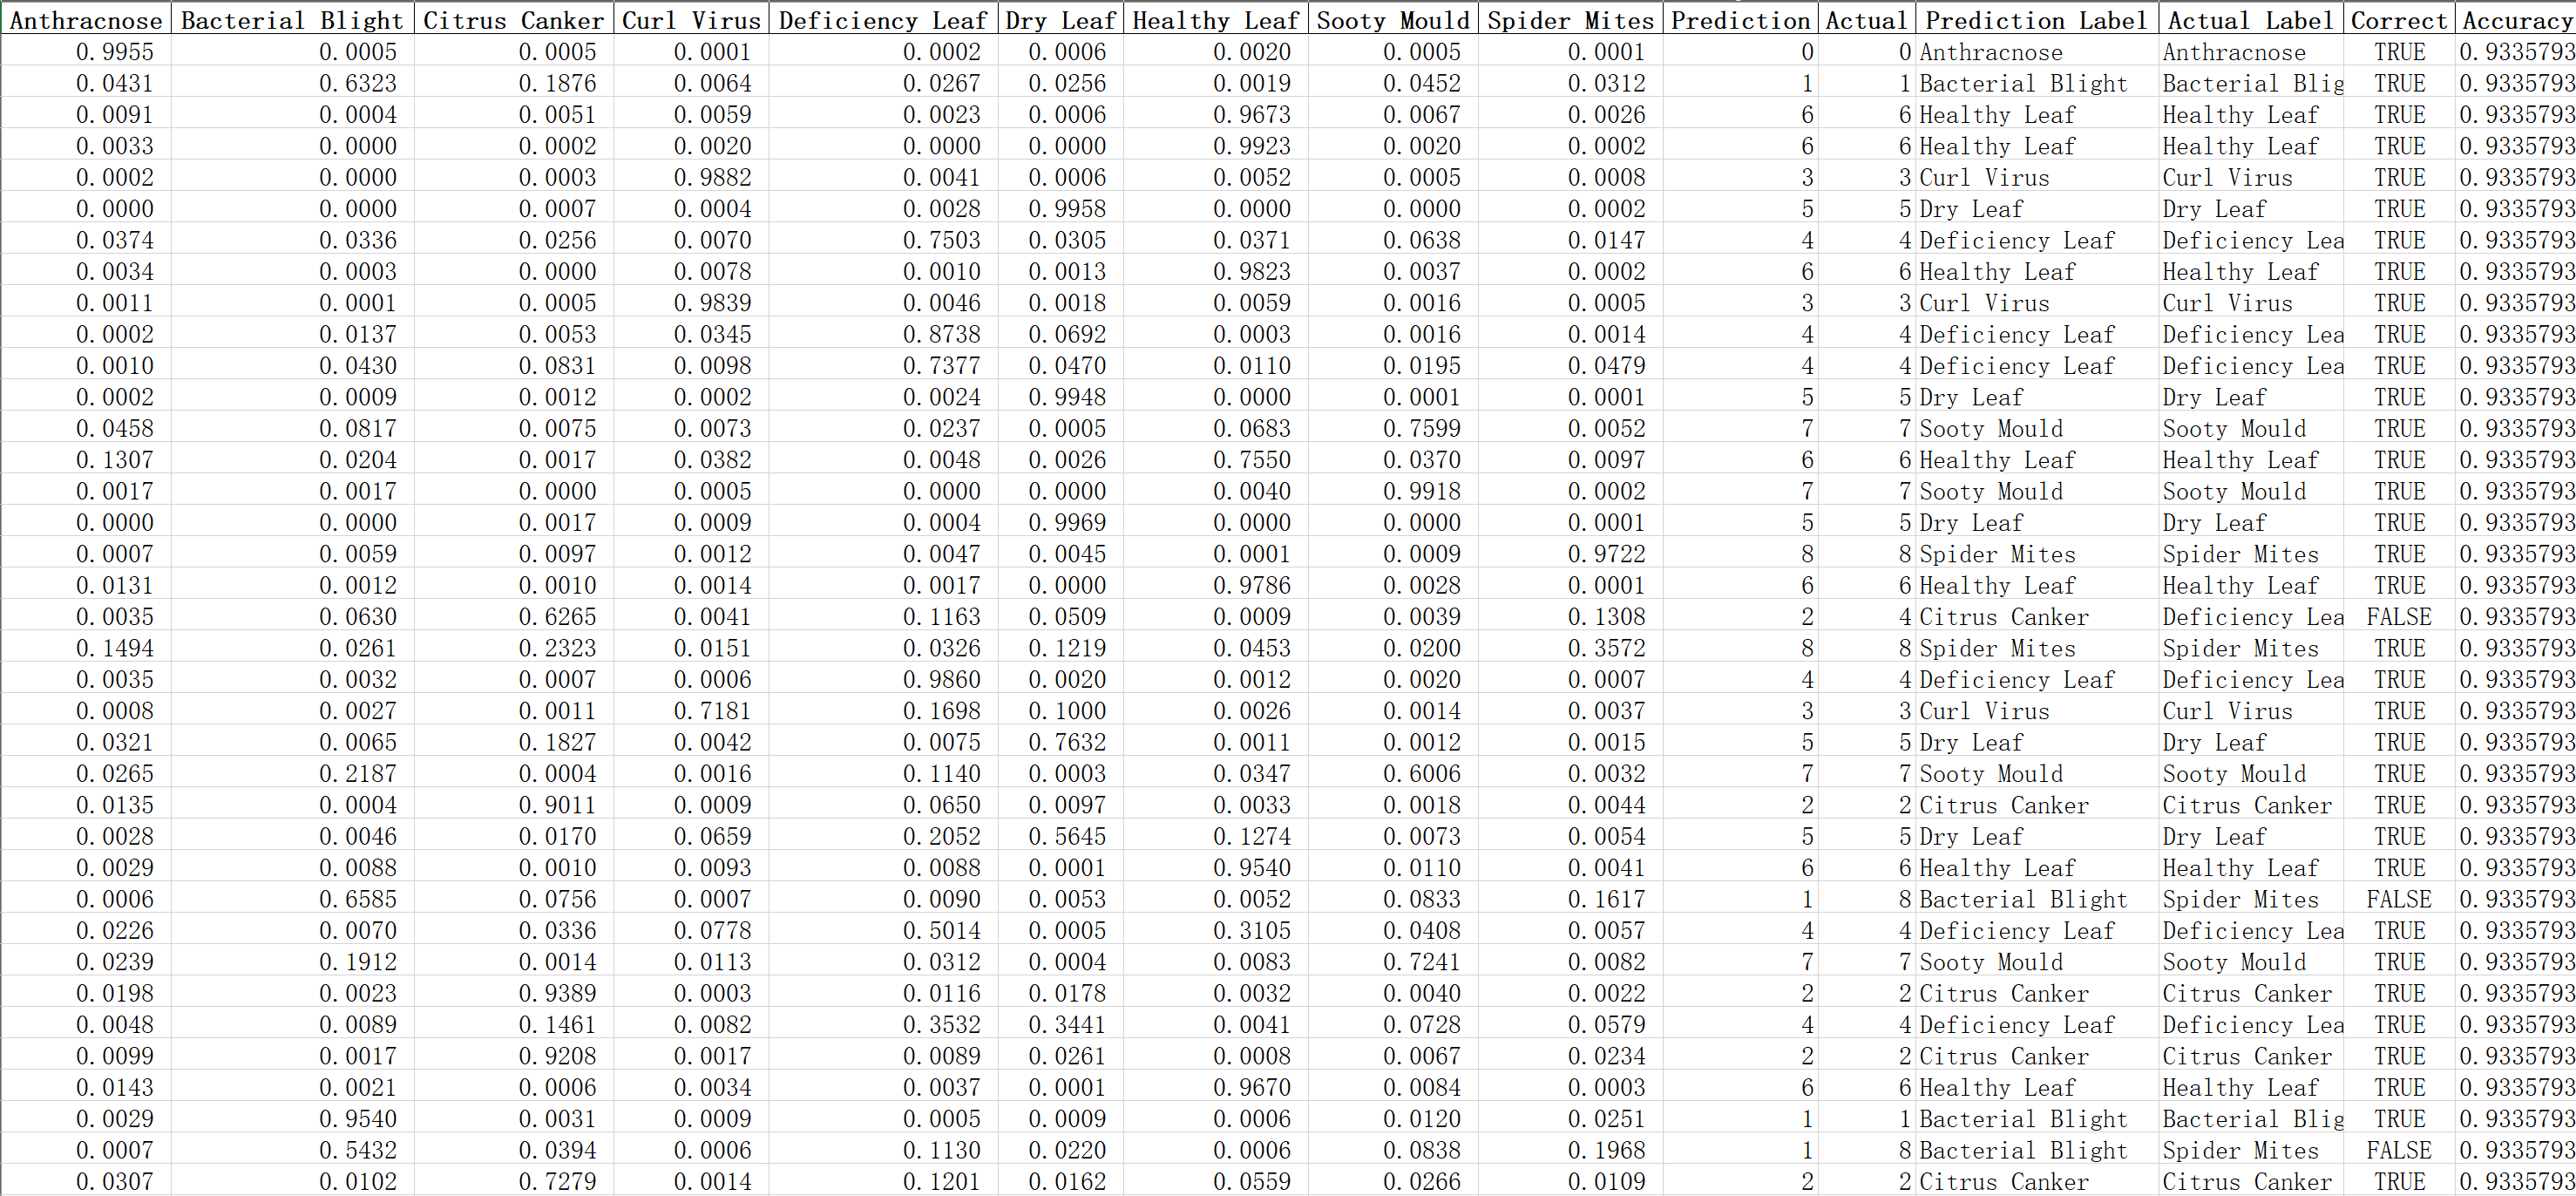 Anthracnose Bacterial Blight Citrus Canker Curl Virus Deficiency Leaf Dry Leaf Healthy Leaf Sooty Mould Spider Mites Prediction Actual Prediction Label Actual Label Correct Accuracy
0.9955 0.0005 0.0005 0.0001 0.0002 0.0006 0.0020 0.0005 0.0001 0 0 Anthracnose Anthracnose TRUE 0.9335793
0.0431 0.6323 0.1876 0.0064 0.0267 0.0256 0.0019 0.0452 0.0312 1 1 Bacterial Blight Bacterial Blig TRUE 0.9335793
0.0091 0.0004 0.0051 0.0059 0.0023 0.0006 0.9673 0.0067 0.0026 6 6 Healthy Leaf Healthy Leaf TRUE 0.9335793
0.0033 0.0000 0.0002 0.0020 0.0000 0.0000 0.9923 0.0020 0.0002 6 6 Healthy Leaf Healthy Leaf TRUE 0.9335793
0.0002 0.0000 0.0003 0.9882 0.0041 0.0006 0.0052 0.0005 0.0008 3 3 Curl Virus Curl Virus TRUE 0.9335793
0.0000 0.0000 0.0007 0.0004 0.0028 0.9958 0.0000 0.0000 0.0002 5 5 Dry Leaf Dry Leaf TRUE 0.9335793
0.0374 0.0336 0.0256 0.0070 0.7503 0.0305 0.0371 0.0638 0.0147 4 4 Deficiency Leaf Deficiency Lea TRUE 0.9335793
0.0034 0.0003 0.0000 0.0078 0.0010 0.0013 0.9823 0.0037 0.0002 6 6 Healthy Leaf Healthy Leaf TRUE 0.9335793
0.0011 0.0001 0.0005 0.9839 0.0046 0.0018 0.0059 0.0016 0.0005 3 3 Curl Virus Curl Virus TRUE 0.9335793
0.0002 0.0137 0.0053 0.0345 0.8738 0.0692 0.0003 0.0016 0.0014 4 4 Deficiency Leaf Deficiency Lea TRUE 0.9335793
0.0010 0.0430 0.0831 0.0098 0.7377 0.0470 0.0110 0.0195 0.0479 4 4 Deficiency Leaf Deficiency Lea TRUE 0.9335793
0.0002 0.0009 0.0012 0.0002 0.0024 0.9948 0.0000 0.0001 0.0001 5 5 Dry Leaf Dry Leaf TRUE 0.9335793
0.0458 0.0817 0.0075 0.0073 0.0237 0.0005 0.0683 0.7599 0.0052 7 7 Sooty Mould Sooty Mould TRUE 0.9335793
0.1307 0.0204 0.0017 0.0382 0.0048 0.0026 0.7550 0.0370 0.0097 6 6 Healthy Leaf Healthy Leaf TRUE 0.9335793
0.0017 0.0017 0.0000 0.0005 0.0000 0.0000 0.0040 0.9918 0.0002 7 7 Sooty Mould Sooty Mould TRUE 0.9335793
0.0000 0.0000 0.0017 0.0009 0.0004 0.9969 0.0000 0.0000 0.0001 5 5 Dry Leaf Dry Leaf TRUE 0.9335793
0.0007 0.0059 0.0097 0.0012 0.0047 0.0045 0.0001 0.0009 0.9722 8 8 Spider Mites Spider Mites TRUE 0.9335793
0.0131 0.0012 0.0010 0.0014 0.0017 0.0000 0.9786 0.0028 0.0001 6 6 Healthy Leaf Healthy Leaf TRUE 0.9335793
0.0035 0.0630 0.6265 0.0041 0.1163 0.0509 0.0009 0.0039 0.1308 2 4 Citrus Canker Deficiency Lea FALSE 0.9335793
0.1494 0.0261 0.2323 0.0151 0.0326 0.1219 0.0453 0.0200 0.3572 8 8 Spider Mites Spider Mites TRUE 0.9335793
0.0035 0.0032 0.0007 0.0006 0.9860 0.0020 0.0012 0.0020 0.0007 4 4 Deficiency Leaf Deficiency Lea TRUE 0.9335793
0.0008 0.0027 0.0011 0.7181 0.1698 0.1000 0.0026 0.0014 0.0037 3 3 Curl Virus Curl Virus TRUE 0.9335793
0.0321 0.0065 0.1827 0.0042 0.0075 0.7632 0.0011 0.0012 0.0015 5 5 Dry Leaf Dry Leaf TRUE 0.9335793
0.0265 0.2187 0.0004 0.0016 0.1140 0.0003 0.0347 0.6006 0.0032 7 7 Sooty Mould Sooty Mould TRUE 0.9335793
0.0135 0.0004 0.9011 0.0009 0.0650 0.0097 0.0033 0.0018 0.0044 2 2 Citrus Canker Citrus Canker TRUE 0.9335793
0.0028 0.0046 0.0170 0.0659 0.2052 0.5645 0.1274 0.0073 0.0054 5 5 Dry Leaf Dry Leaf TRUE 0.9335793
0.0029 0.0088 0.0010 0.0093 0.0088 0.0001 0.9540 0.0110 0.0041 6 6 Healthy Leaf Healthy Leaf TRUE 0.9335793
0.0006 0.6585 0.0756 0.0007 0.0090 0.0053 0.0052 0.0833 0.1617 1 8 Bacterial Blight Spider Mites FALSE 0.9335793
0.0226 0.0070 0.0336 0.0778 0.5014 0.0005 0.3105 0.0408 0.0057 4 4 Deficiency Leaf Deficiency Lea TRUE 0.9335793
0.0239 0.1912 0.0014 0.0113 0.0312 0.0004 0.0083 0.7241 0.0082 7 7 Sooty Mould Sooty Mould TRUE 0.9335793
0.0198 0.0023 0.9389 0.0003 0.0116 0.0178 0.0032 0.0040 0.0022 2 2 Citrus Canker Citrus Canker TRUE 0.9335793
0.0048 0.0089 0.1461 0.0082 0.3532 0.3441 0.0041 0.0728 0.0579 4 4 Deficiency Leaf Deficiency Lea TRUE 0.9335793
0.0099 0.0017 0.9208 0.0017 0.0089 0.0261 0.0008 0.0067 0.0234 2 2 Citrus Canker Citrus Canker TRUE 0.9335793
0.0143 0.0021 0.0006 0.0034 0.0037 0.0001 0.9670 0.0084 0.0003 6 6 Healthy Leaf Healthy Leaf TRUE 0.9335793
0.0029 0.9540 0.0031 0.0009 0.0005 0.0009 0.0006 0.0120 0.0251 1 1 Bacterial Blight Bacterial Blig TRUE 0.9335793
0.0007 0.5432 0.0394 0.0006 0.1130 0.0220 0.0006 0.0838 0.1968 1 8 Bacterial Blight Spider Mites FALSE 0.9335793
0.0307 0.0102 0.7279 0.0014 0.1201 0.0162 0.0559 0.0266 0.0109 2 2 Citrus Canker Citrus Canker TRUE 0.9335793